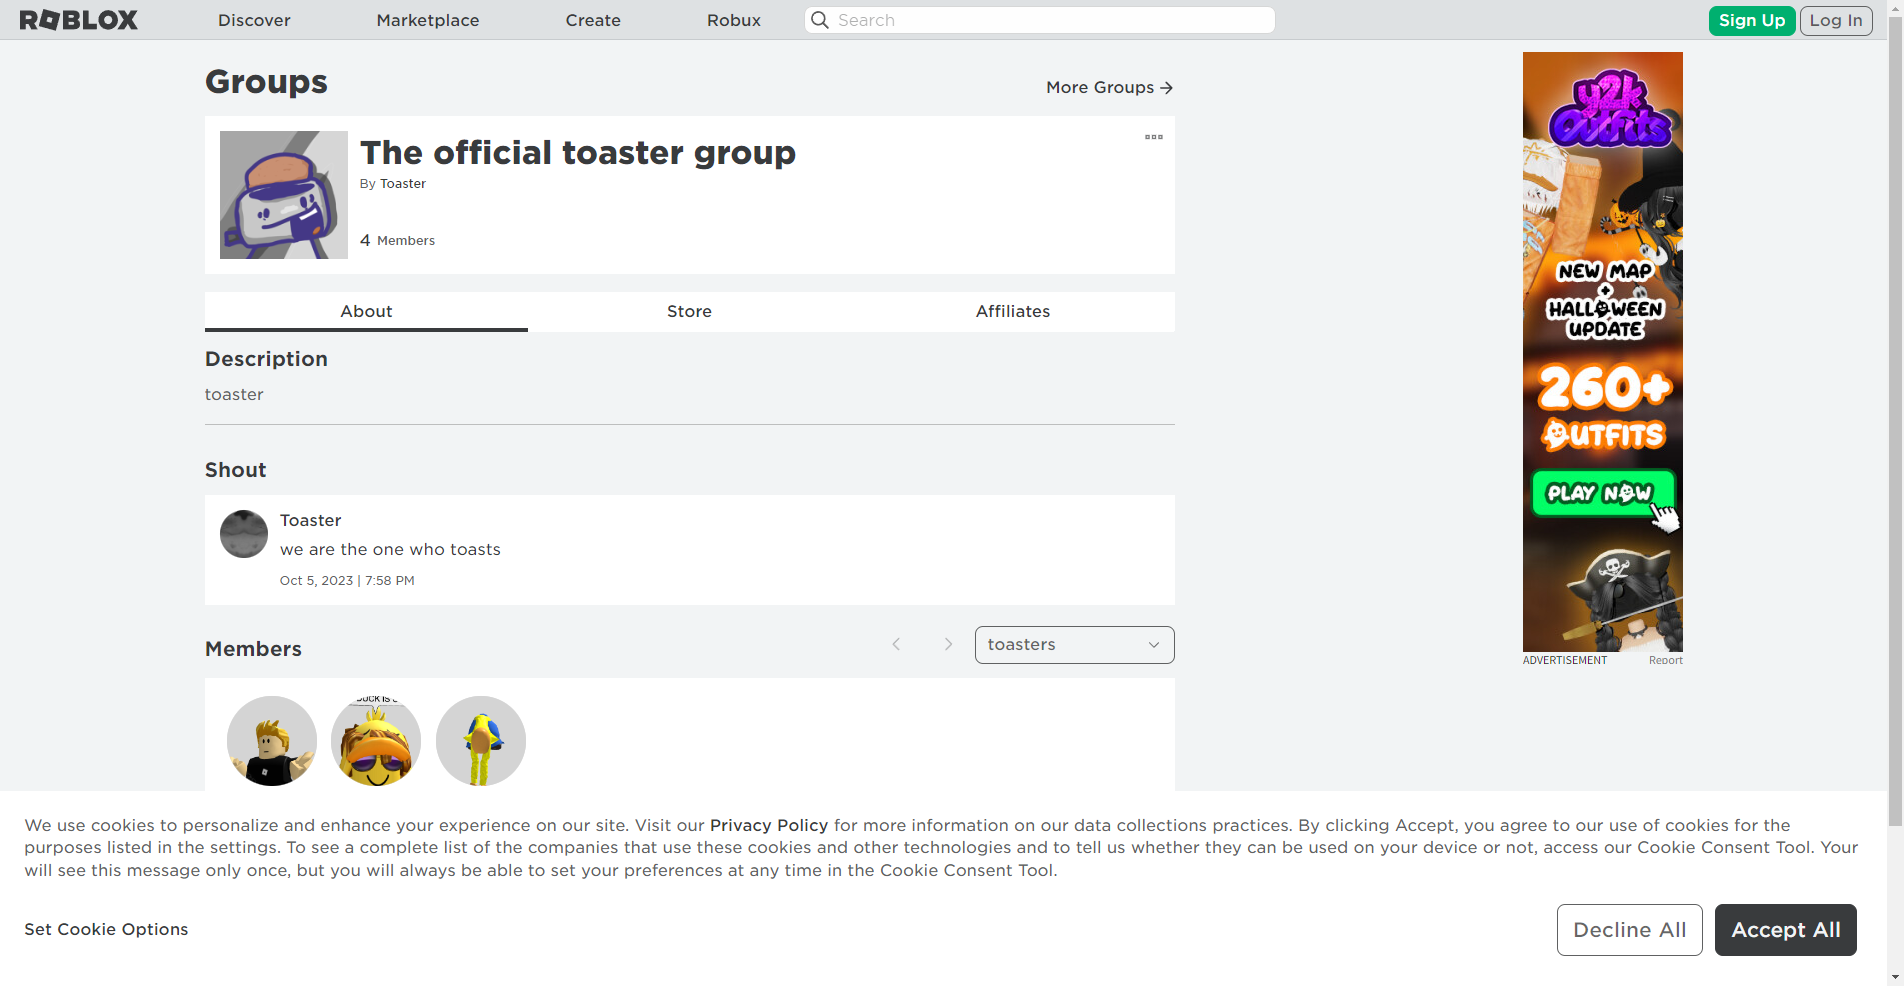 ROBLOX
Discover
Marketplace
Create
Robux
Search
Sign Up
Log In
Groups
More Groups
The official toaster group
By Toaster
4 Members
About
Store
Affiliates
Description
toaster
Shout
Toaster
we are the one who toasts
Oct 5, 2023 | 7:58 PM
Members
toasters
y2k
Outfits
NEW MAP
+
HALLOWEEN
UPDATE
260+
OUTFITS
PLAY NOW
ADVERTISEMENT
Report
We use cookies to personalize and enhance your experience on our site. Visit our Privacy Policy for more information on our data collections practices. By clicking Accept, you agree to our use of cookies for the
purposes listed in the settings. To see a complete list of the companies that use these cookies and other technologies and to tell us whether they can be used on your device or not, access our Cookie Consent Tool. Your
will see this message only once, but you will always be able to set your preferences at any time in the Cookie Consent Tool.
Set Cookie Options
Decline All
Accept All